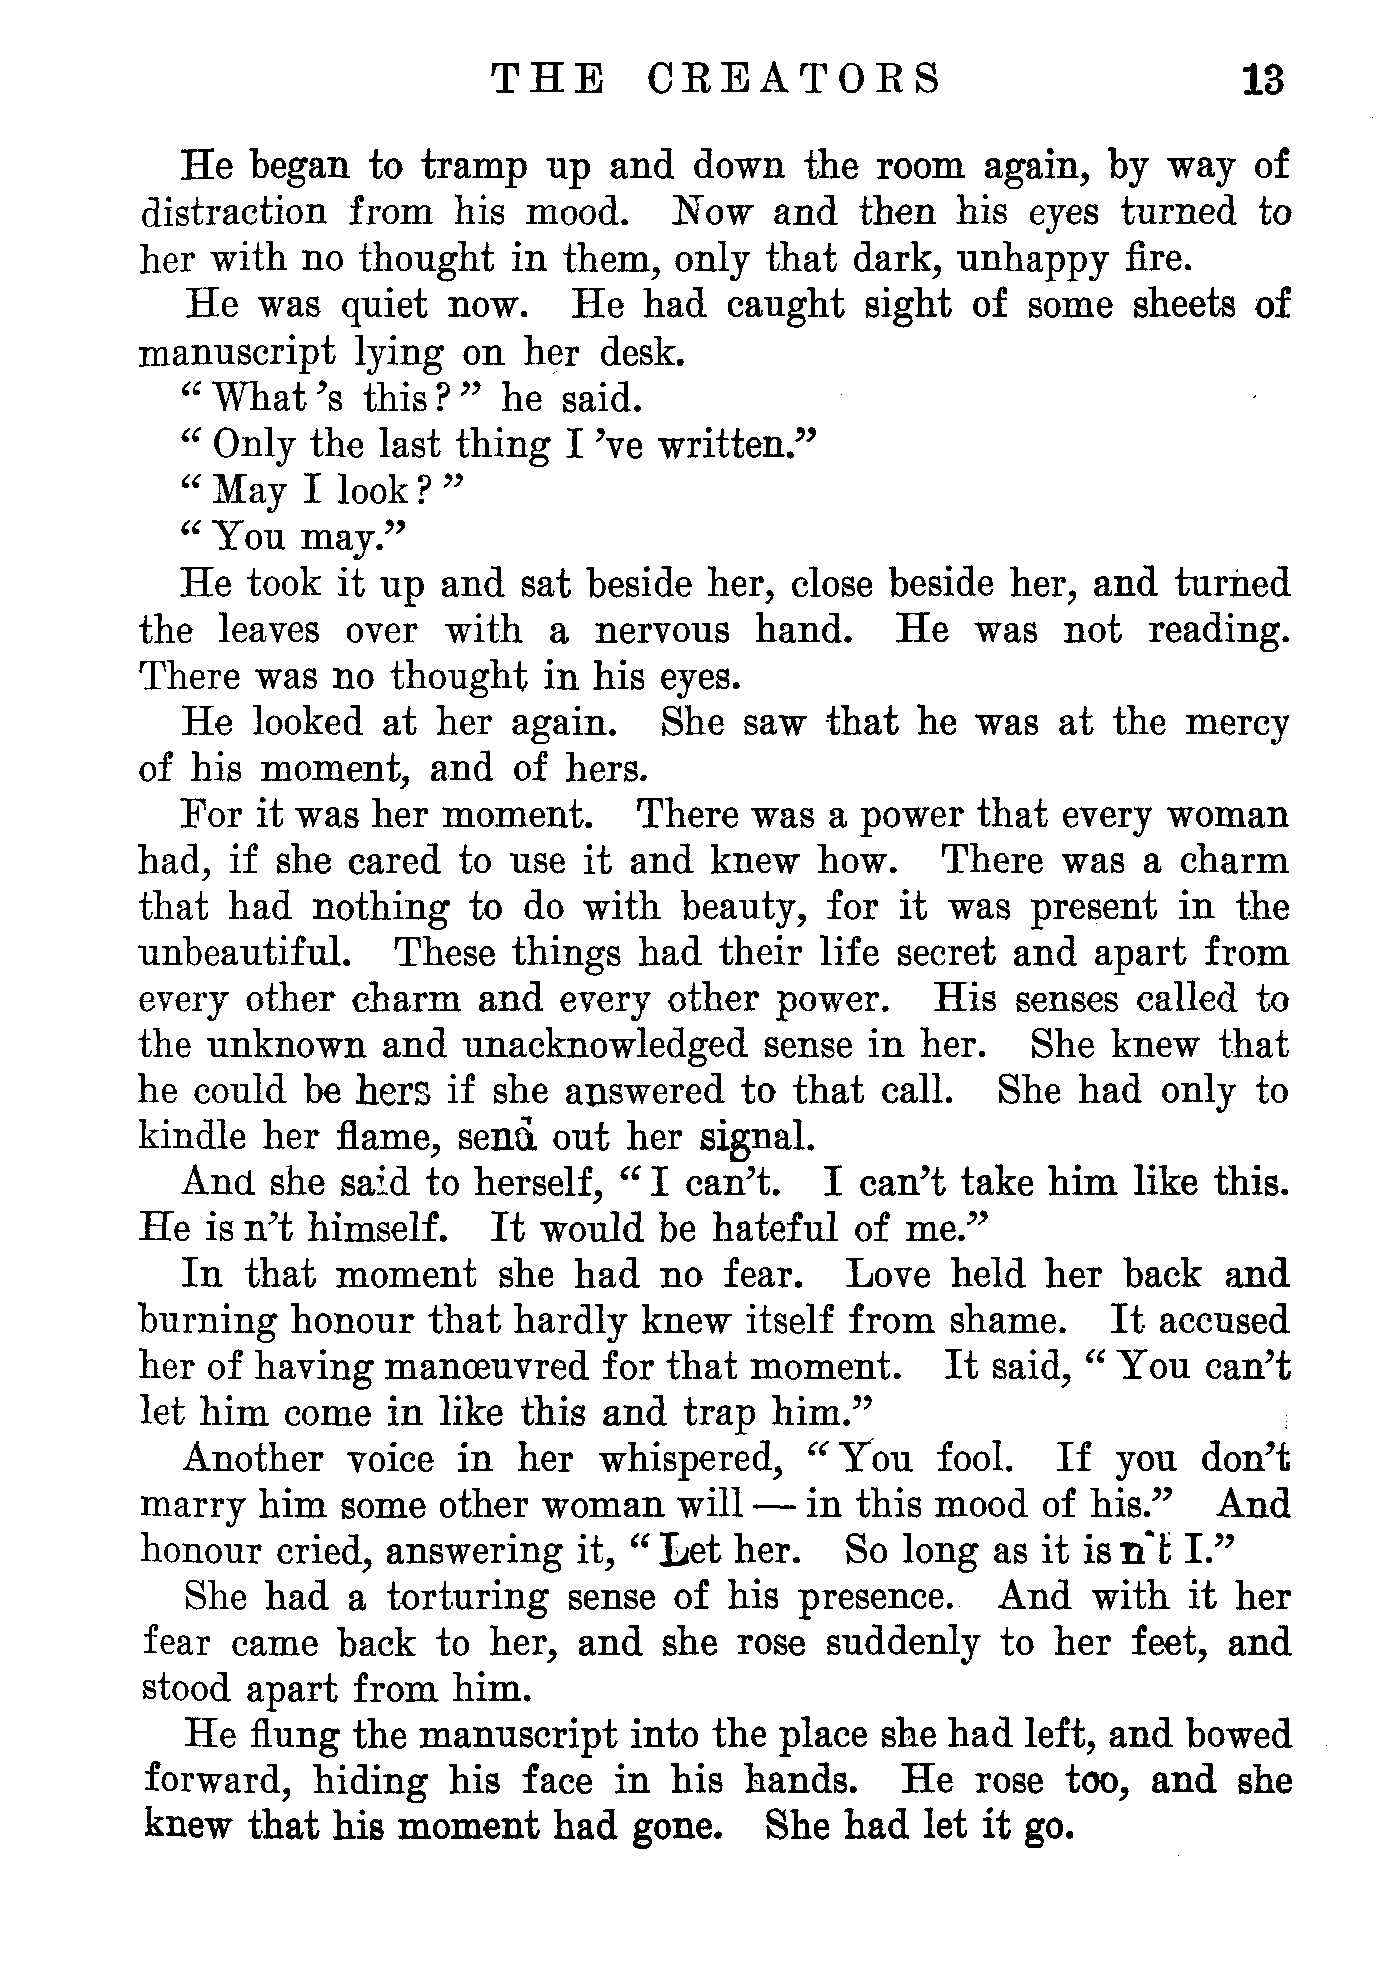 THE CREATORS 13
He began to tramp up and down the room again, by way of
distraction from his mood. Now and then his eyes turned to
her with no thought in them, only that dark, unhappy fire.
He was quiet now. He had caught sight of some sheets of
manuscript lying on her desk.
“ What ’s this? ” he said.
“ Only the last thing I ’ve written.”
“ May I look? ”
“ You may.”
He took it up and sat beside her, close beside her, and turned
the leaves over with a nervous hand. He was not reading.
There was no thought in his eyes.
He looked at her again. She saw that he was at the mercy
of his moment, and of hers.
For it was her moment. There was a power that every woman
had, if she cared to use it and knew how. There was a charm
that had nothing to do with beauty, for it was present in the
unbeautiful. These things had their life secret and apart from
every other charm and every other power. His senses called to
the unknown and unacknowledged sense in her. She knew that
he could be hers if she answered to that call. She had only to
kindle her flame, send out her signal.
And she said to herself, “ I can’t. I can’t take him like this.
He is n’t himself. It would be hateful of me.”
In that moment she had no fear. Love held her back and
burning honour that hardly knew itself from shame. It accused
her of having manœuvred for that moment. It said, “ You can’t
let him come in like this and trap him.”
Another voice in her whispered, “ You fool. If you don’t
marry him some other woman will — in this mood of his.” And
honour cried, answering it, “ Let her. So long as it is n’t I.”
She had a torturing sense of his presence. And with it her
fear came back to her, and she rose suddenly to her feet, and
stood apart from him.
He flung the manuscript into the place she had left, and bowed
forward, hiding his face in his hands. He rose too, and she
knew that his moment had gone. She had let it go.